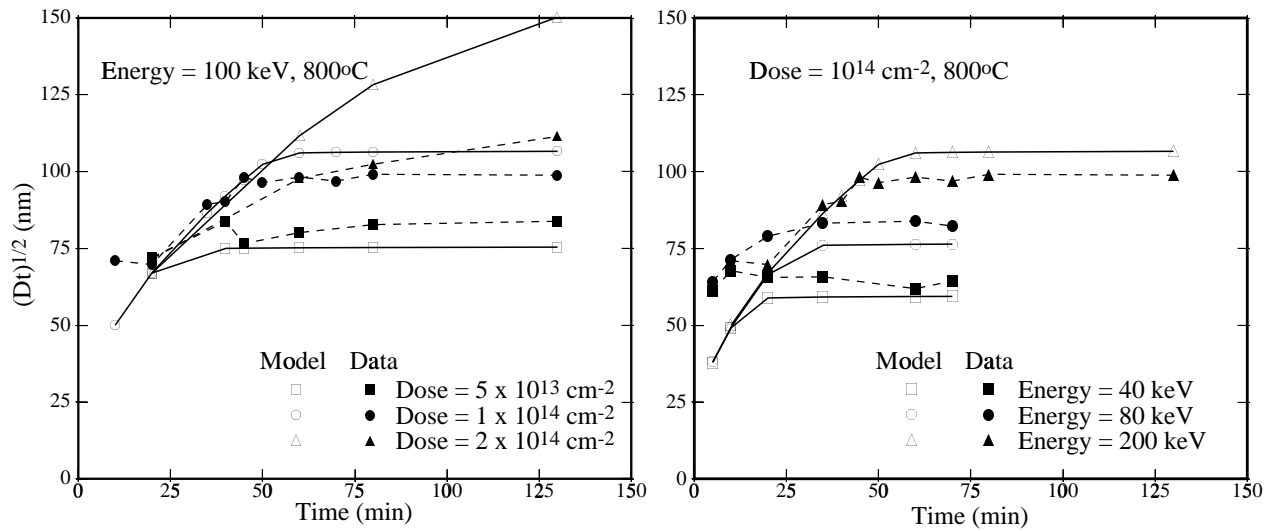 150
125
100
75
50
25
0
(Dt)1/2 (nm)
Energy = 100 keV, 800oC
Model Data
Dose = 5 x 1013 cm-2
Dose = 1 x 1014 cm-2
Dose = 2 x 1014 cm-2
0 25 50 75 100 125 150
Time (min)
150
125
100
75
50
25
0
Dose = 1014 cm-2, 800oC
Model Data
Energy = 40 keV
Energy = 80 keV
Energy = 200 keV
0 25 50 75 100 125 150
Time (min)